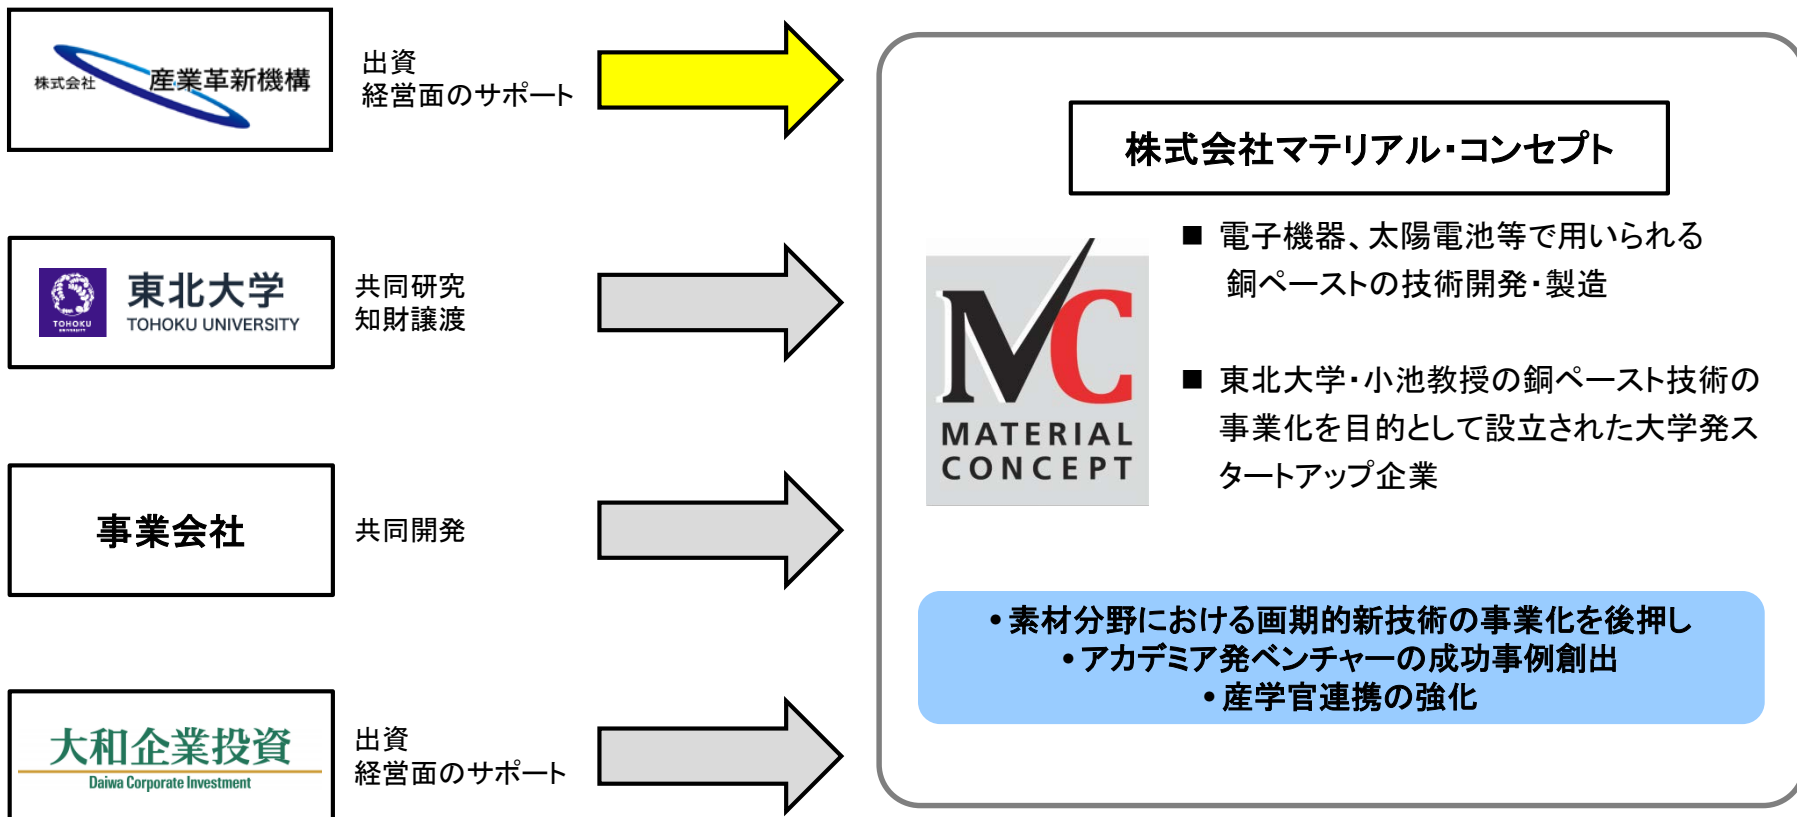 株式会社 産業革新機構
出資
経営面のサポート
東北大学
TOHOKU UNIVERSITY
TOHOKU
UNIVERSITY
共同研究
知財譲渡
事業会社
共同開発
大和企業投資
Daiwa Corporate Investment
出資
経営面のサポート
株式会社マテリアル・コンセプト
MC
MATERIAL
CONCEPT
■ 電子機器、太陽電池等で用いられる
銅ペーストの技術開発・製造
■ 東北大学・小池教授の銅ペースト技術の
事業化を目的として設立された大学発ス
タートアップ企業
•素材分野における画期的新技術の事業化を後押し
•アカデミア発ベンチャーの成功事例創出
•産学官連携の強化